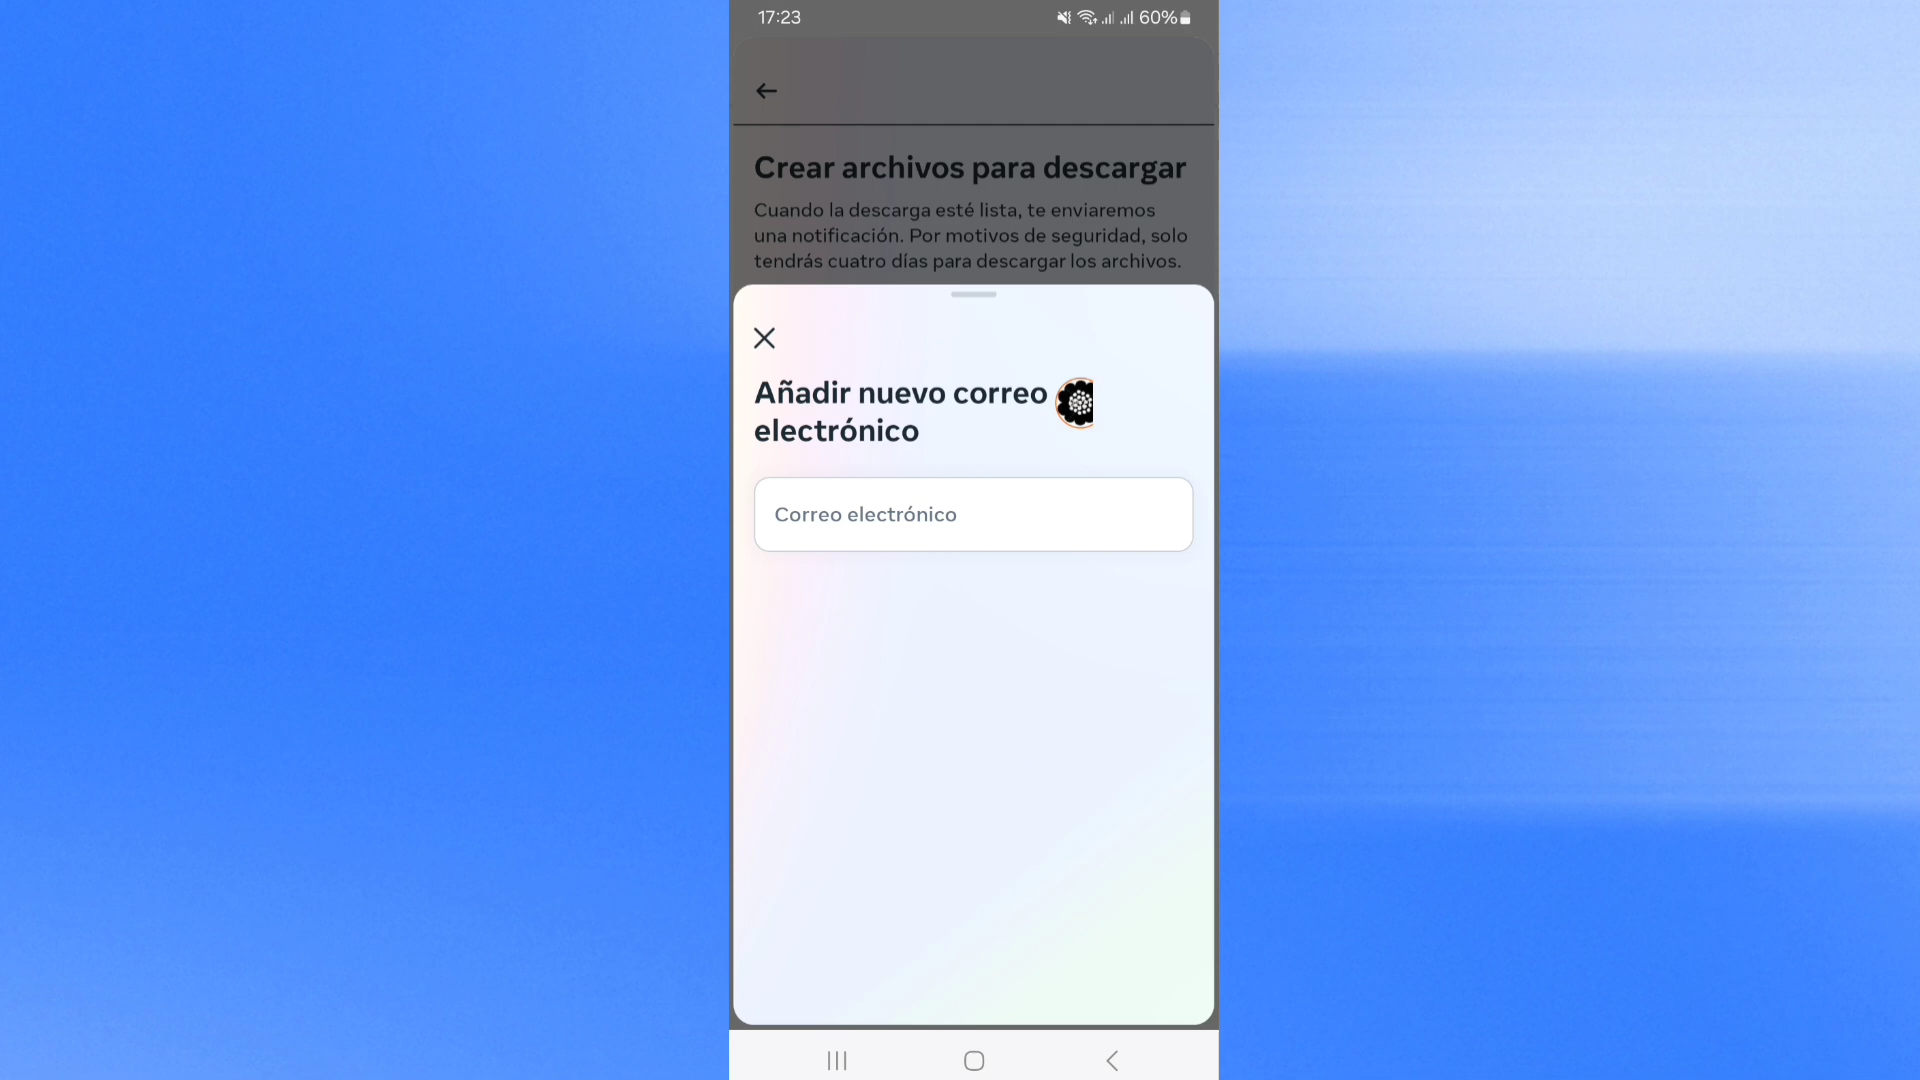 17:23
60%
Crear archivos para descargar
Cuando la descarga esté lista, te enviaremos
una notificación. Por motivos de seguridad, solo
tendrás cuatro días para descargar los archivos.
Añadir nuevo correo
electrónico
Correo electrónico